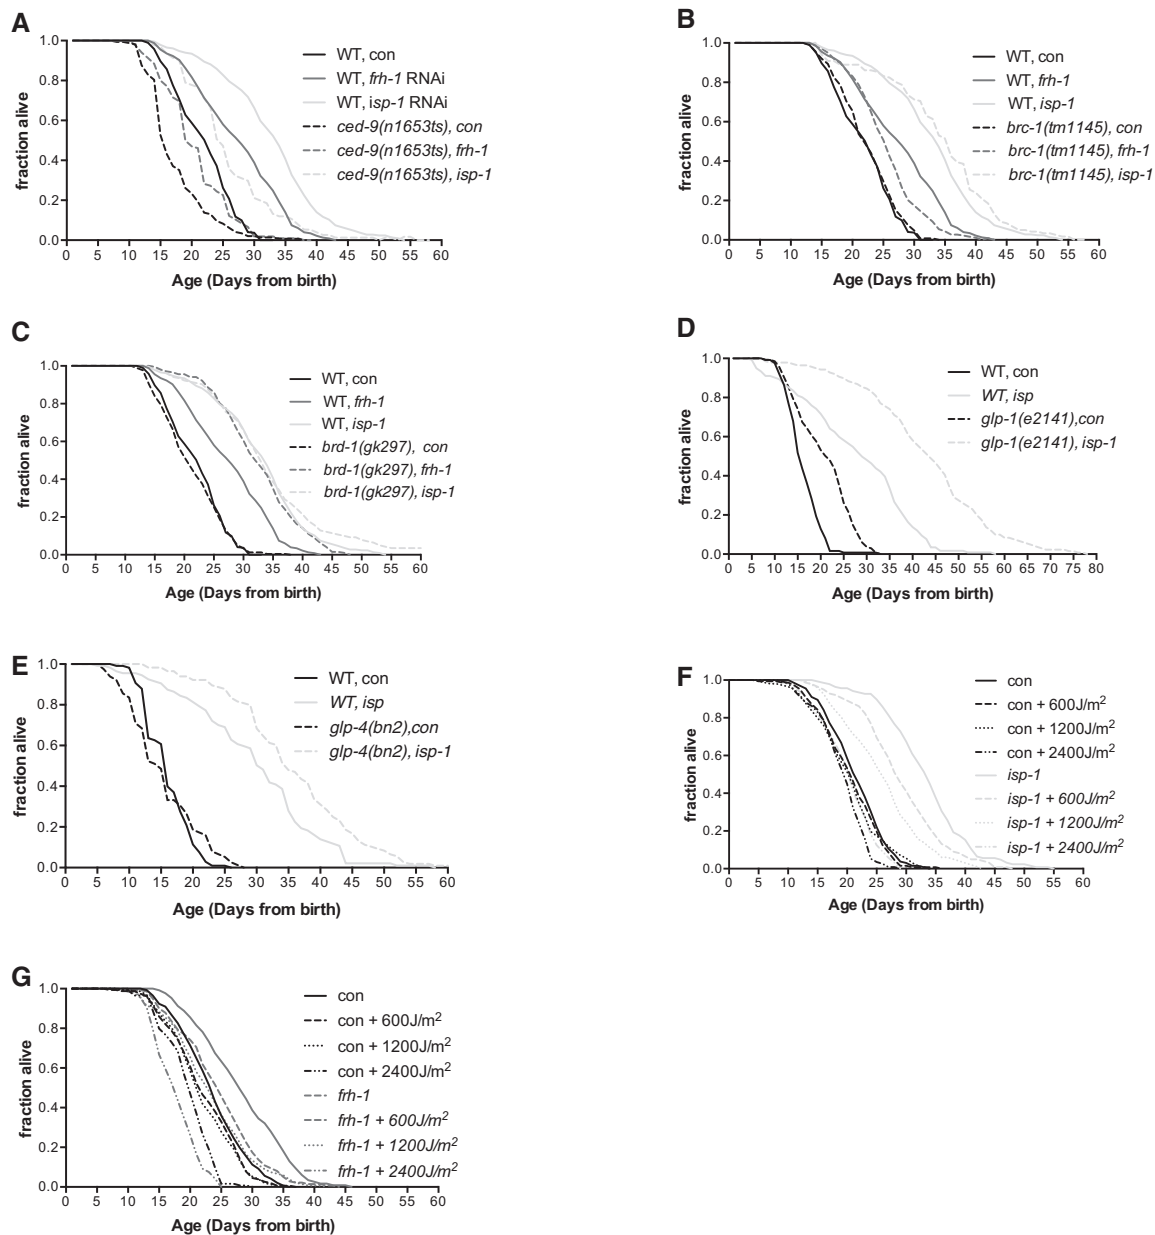 A
fraction alive
1.0
0.8
0.6
0.4
0.2
0.0
0 5 10 15 20 25 30 35 40 45 50 55 60
Age (Days from birth)
WT, con
WT, frh-1 RNAi
WT, isp-1 RNAi
ced-9(n1653ts), con
ced-9(n1653ts), frh-1
ced-9(n1653ts), isp-1
B
fraction alive
1.0
0.8
0.6
0.4
0.2
0.0
0 5 10 15 20 25 30 35 40 45 50 55 60
Age (Days from birth)
WT, con
WT, frh-1
WT, isp-1
brc-1(tm1145), con
brc-1(tm1145), frh-1
brc-1(tm1145), isp-1
C
fraction alive
1.0
0.8
0.6
0.4
0.2
0.0
0 5 10 15 20 25 30 35 40 45 50 55 60
Age (Days from birth)
WT, con
WT, frh-1
WT, isp-1
brd-1(gk297), con
brd-1(gk297), frh-1
brd-1(gk297), isp-1
D
fraction alive
1.0
0.8
0.6
0.4
0.2
0.0
0 5 10 15 20 25 30 35 40 45 50 55 60 65 70 75 80
Age (Days from birth)
WT, con
WT, isp
glp-1(e2141),con
glp-1(e2141), isp-1
E
fraction alive
1.0
0.8
0.6
0.4
0.2
0.0
0 5 10 15 20 25 30 35 40 45 50 55 60
Age (Days from birth)
WT, con
WT, isp
glp-4(bn2),con
glp-4(bn2), isp-1
F
fraction alive
1.0
0.8
0.6
0.4
0.2
0.0
0 5 10 15 20 25 30 35 40 45 50 55 60
Age (Days from birth)
con
con + 600J/m²
con + 1200J/m²
con + 2400J/m²
isp-1
isp-1 + 600J/m²
isp-1 + 1200J/m²
isp-1 + 2400J/m²
G
fraction alive
1.0
0.8
0.6
0.4
0.2
0.0
0 5 10 15 20 25 30 35 40 45 50 55 60
Age (Days from birth)
con
con + 600J/m²
con + 1200J/m²
con + 2400J/m²
frh-1
frh-1 + 600J/m²
frh-1 + 1200J/m²
frh-1 + 2400J/m²